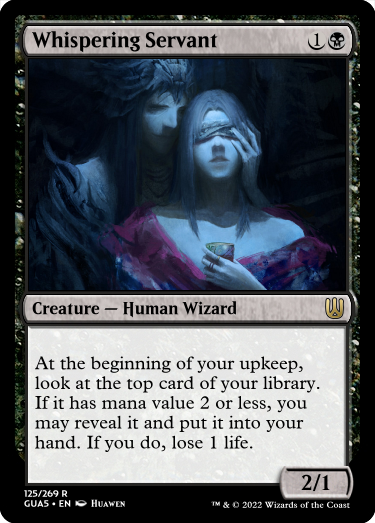 Whispering Servant 1
Creature — Human Wizard
At the beginning of your upkeep,
look at the top card of your library.
If it has mana value 2 or less, you
may reveal it and put it into your
hand. If you do, lose 1 life.
2/1
125/269 R
GUA5 • EN HUAWEN ™ & © 2022 Wizards of the Coast